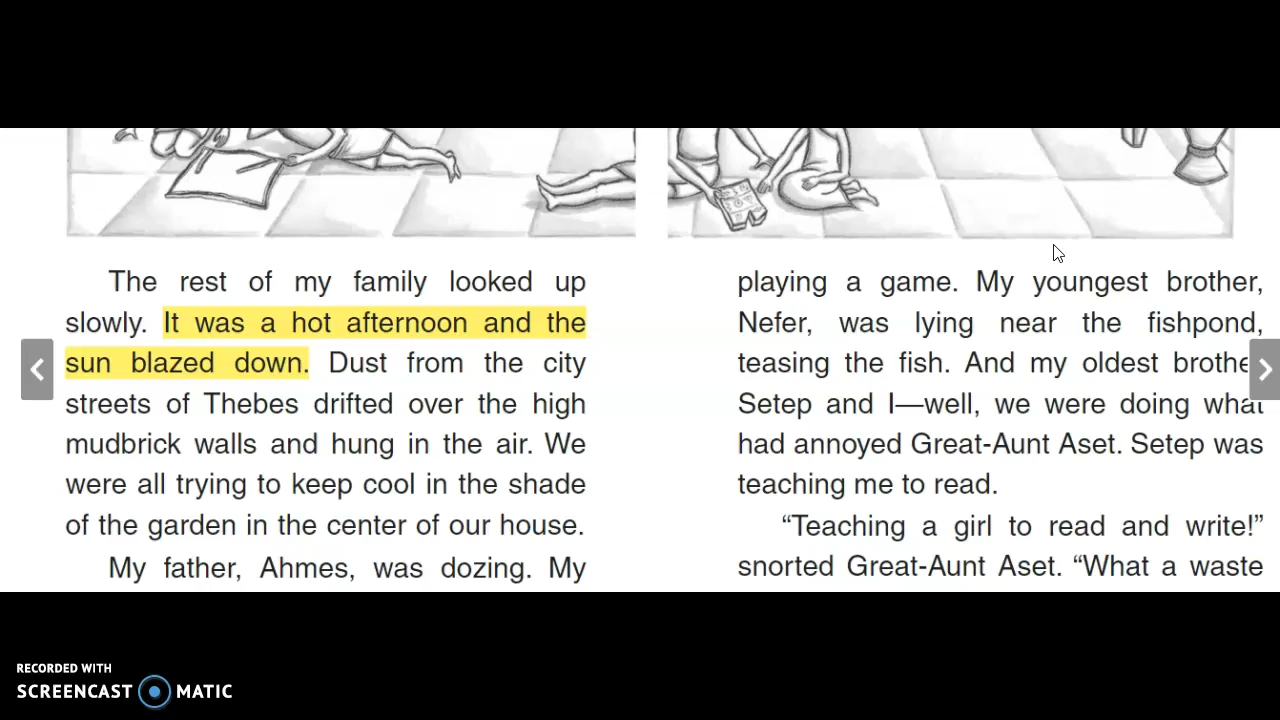 The rest of my family looked up
slowly. It was a hot afternoon and the
sun blazed down. Dust from the city
streets of Thebes drifted over the high
mudbrick walls and hung in the air. We
were all trying to keep cool in the shade
of the garden in the center of our house.
My father, Ahmes, was dozing. My
playing a game. My youngest brother,
Nefer, was lying near the fishpond,
teasing the fish. And my oldest brothe
Setep and I—well, we were doing what
had annoyed Great-Aunt Aset. Setep was
teaching me to read.
“Teaching a girl to read and write!”
snorted Great-Aunt Aset. “What a waste
RECORDED WITH
SCREENCAST MATIC